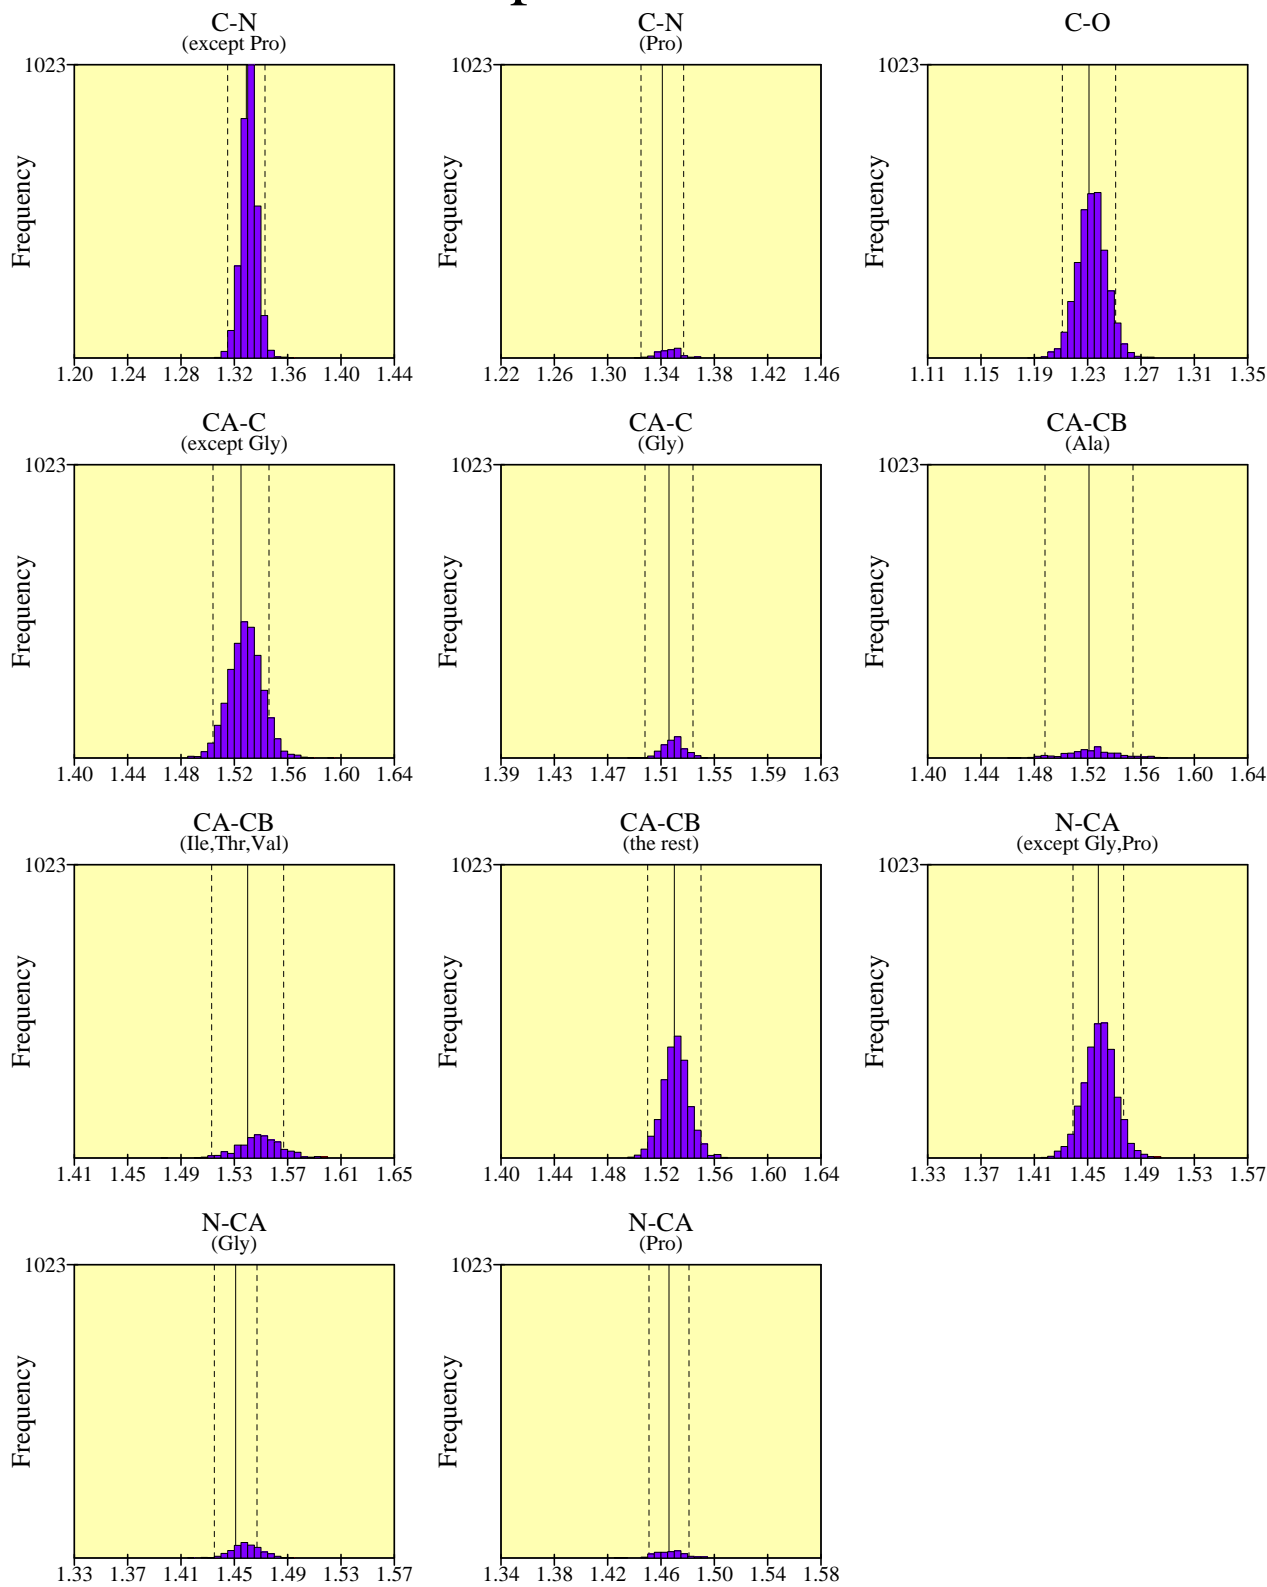 C-N C-N C-O
(except Pro) (Pro)
1023 1023 1023
Frequency Frequency Frequency
1.20 1.24 1.28 1.32 1.36 1.40 1.44 1.22 1.26 1.30 1.34 1.38 1.42 1.46 1.11 1.15 1.19 1.23 1.27 1.31 1.35
CA-C CA-C CA-CB
(except Gly) (Gly) (Ala)
1023 1023 1023
Frequency Frequency Frequency
1.40 1.44 1.48 1.52 1.56 1.60 1.64 1.39 1.43 1.47 1.51 1.55 1.59 1.63 1.40 1.44 1.48 1.52 1.56 1.60 1.64
CA-CB CA-CB N-CA
(Ile,Thr,Val) (the rest) (except Gly,Pro)
1023 1023 1023
Frequency Frequency Frequency
1.41 1.45 1.49 1.53 1.57 1.61 1.65 1.40 1.44 1.48 1.52 1.56 1.60 1.64 1.33 1.37 1.41 1.45 1.49 1.53 1.57
N-CA N-CA
(Gly) (Pro)
1023 1023
Frequency Frequency
1.33 1.37 1.41 1.45 1.49 1.53 1.57 1.34 1.38 1.42 1.46 1.50 1.54 1.58